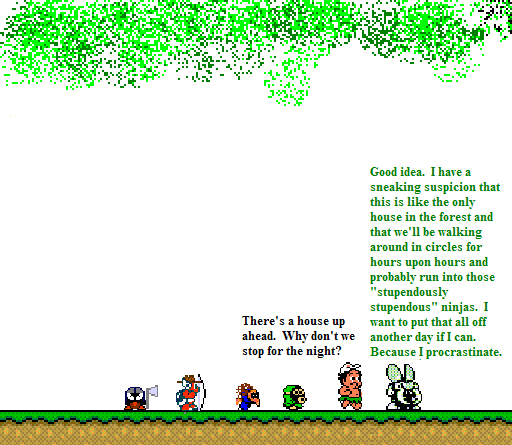 There's a house up
ahead.  Why don't we
stop for the night?
Good idea.  I have a
sneaking suspicion that
this is like the only
house in the forest and
that we'll be walking
around in circles for
hours upon hours and
probably run into those
"stupendously
stupendous" ninjas.  I
want to put that all off
another day if I can.
Because I procrastinate.